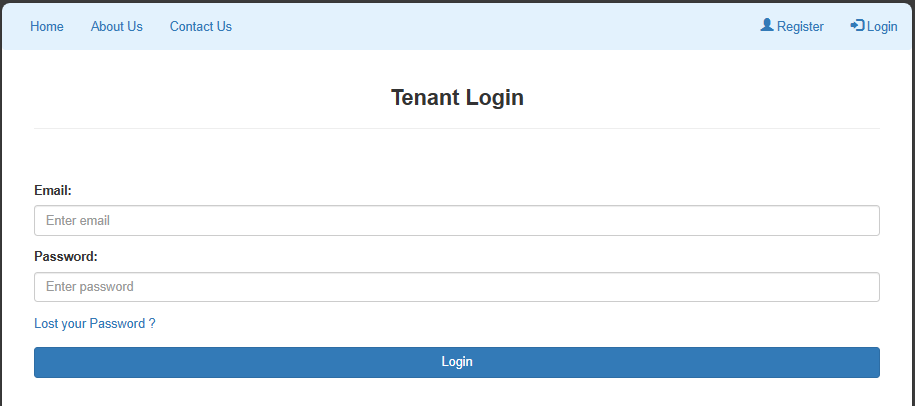 Home About Us Contact Us Register Login
Tenant Login
Email:
Enter email
Password:
Enter password
Lost your Password ?
Login